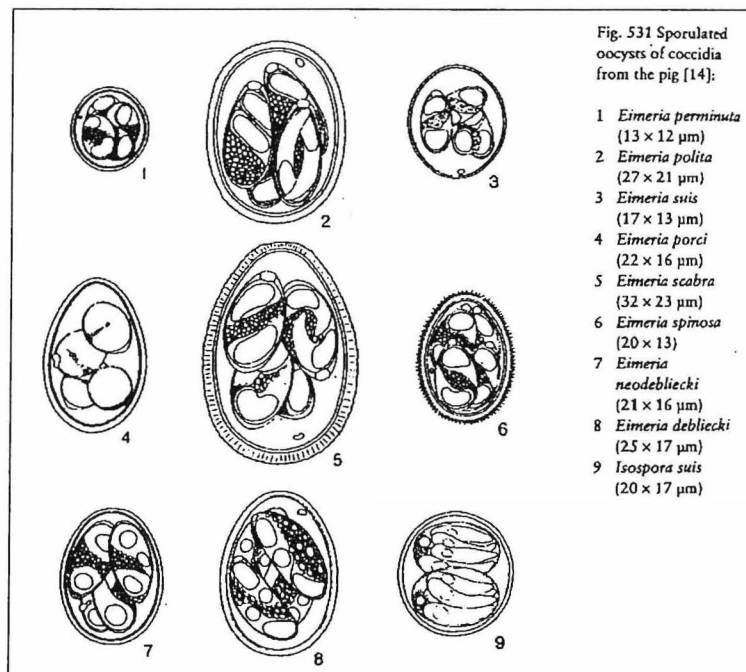 Fig. 531 Sporulated
oocysts of coccidia
from the pig [14]:
1 Eimeria perminuta
(13 × 12 µm)
2 Eimeria polita
(27 × 21 µm)
3 Eimeria suis
(17 × 13 µm)
4 Eimeria porci
(22 × 16 µm)
5 Eimeria scabra
(32 × 23 µm)
6 Eimeria spinosa
(20 × 13)
7 Eimeria
neodebliecki
(21 × 16 µm)
8 Eimeria debliecki
(25 × 17 µm)
9 Isospora suis
(20 × 17 µm)
1
2
3
4
5
6
7
8
9